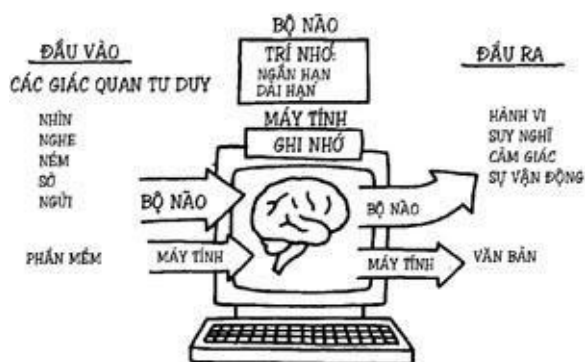 BỘ NÃO
ĐẦU VÀO
TRÍ NHỚ:
NGẮN HẠN
DÀI HẠN
ĐẦU RA
CÁC GIÁC QUAN TƯ DUY
NHÌN
NGHE
NẾM
SỜ
NGỬI
MÁY TÍNH
GHI NHỚ
HÀNH VI
SUY NGHĨ
CẢM GIÁC
SỰ VẬN ĐỘNG
BỘ NÃO
BỘ NÃO
PHẦN MỀM
MÁY TÍNH
MÁY TÍNH
VĂN BẢN